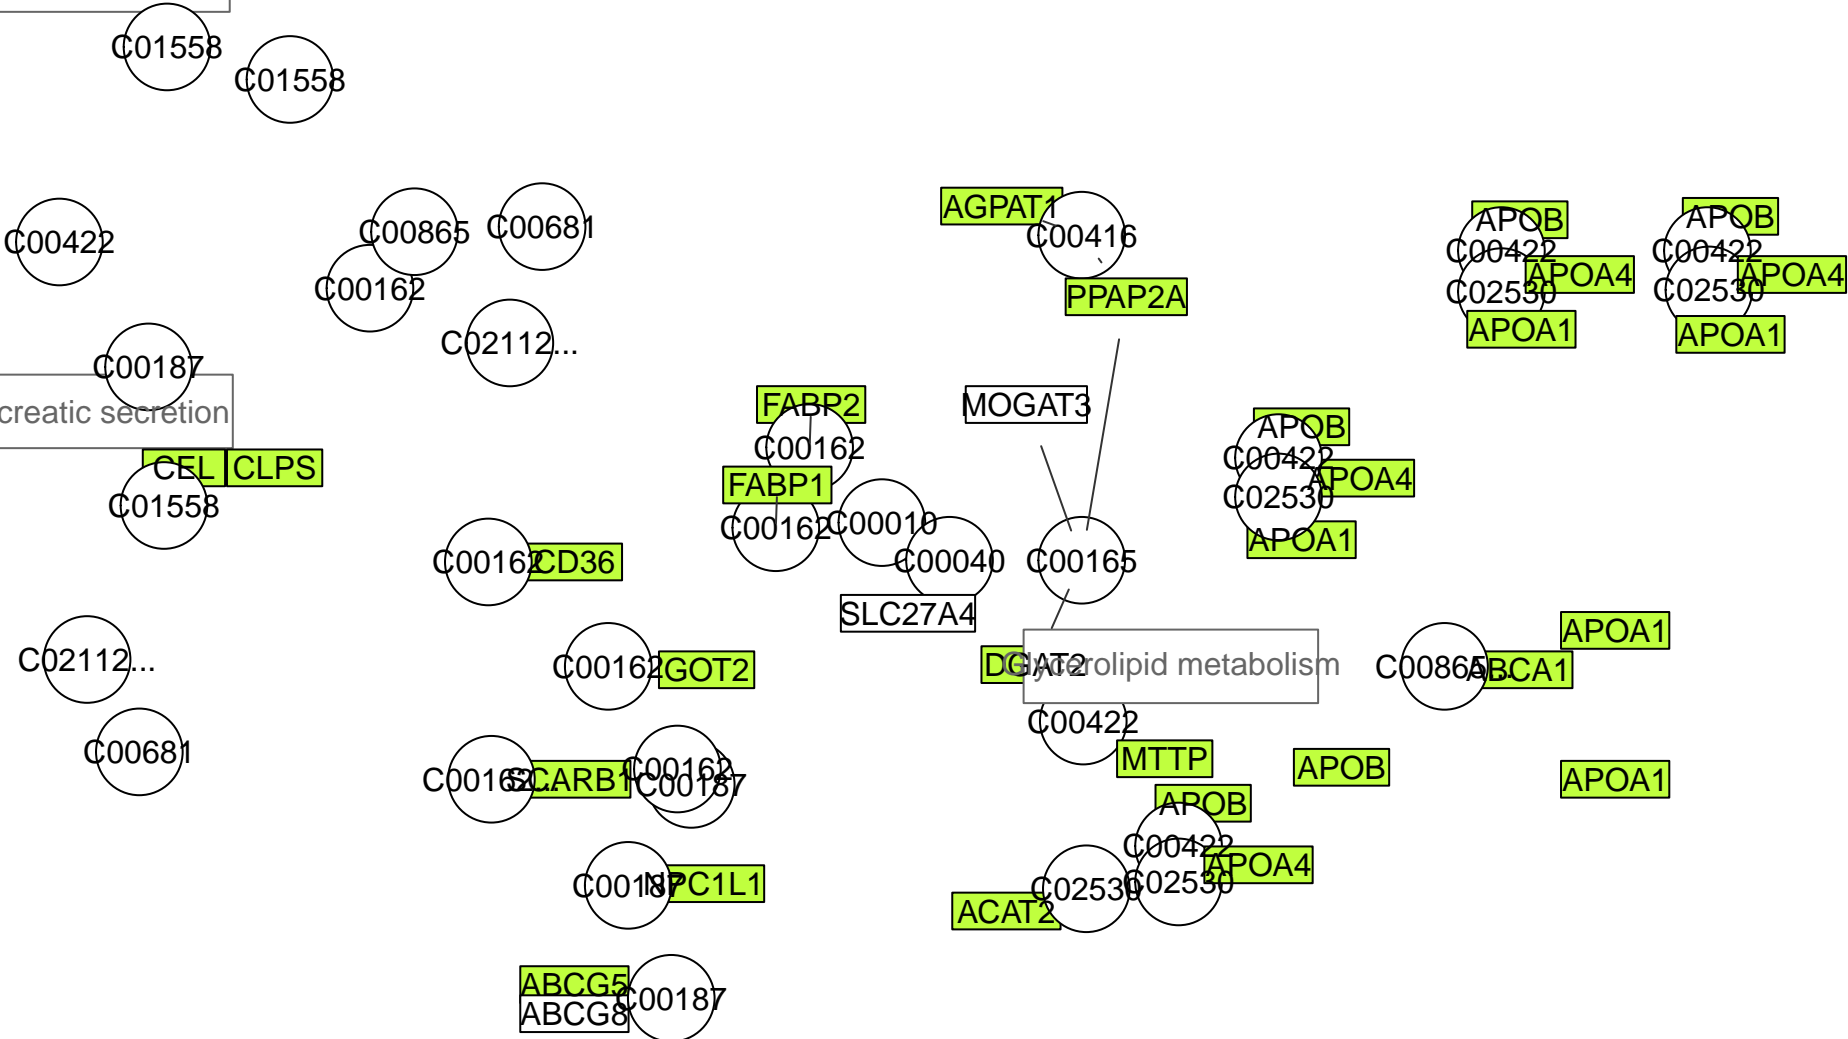 C01558
C01558
C00422
C00865
C00681
C00162
AGPAT1
C00416
APOB
C00422
APOA4
C02530
APOA1
APOB
C00422
APOA4
C02530
APOA1
PPAP2A
C02112...
C00187
creatic secretion
CEL
CLPS
C01558
FABP2
C00162
FABP1
C00162
C00010
C00040
SLC27A4
MOGAT3
C00165
APOB
C00422
APOA4
C02530
APOA1
C00162
CD36
C02112...
C00162
GOT2
DGAT2
Glycerolipid metabolism
C00422
C00865...
ABCA1
APOA1
C00681
C00162...
SCARB1
C00162
C00187
MTTP
APOB
APOA1
APOB
C00422
APOA4
C02530
C02530
ACAT2
C00187
NPC1L1
ABCG5
ABCG8
C00187